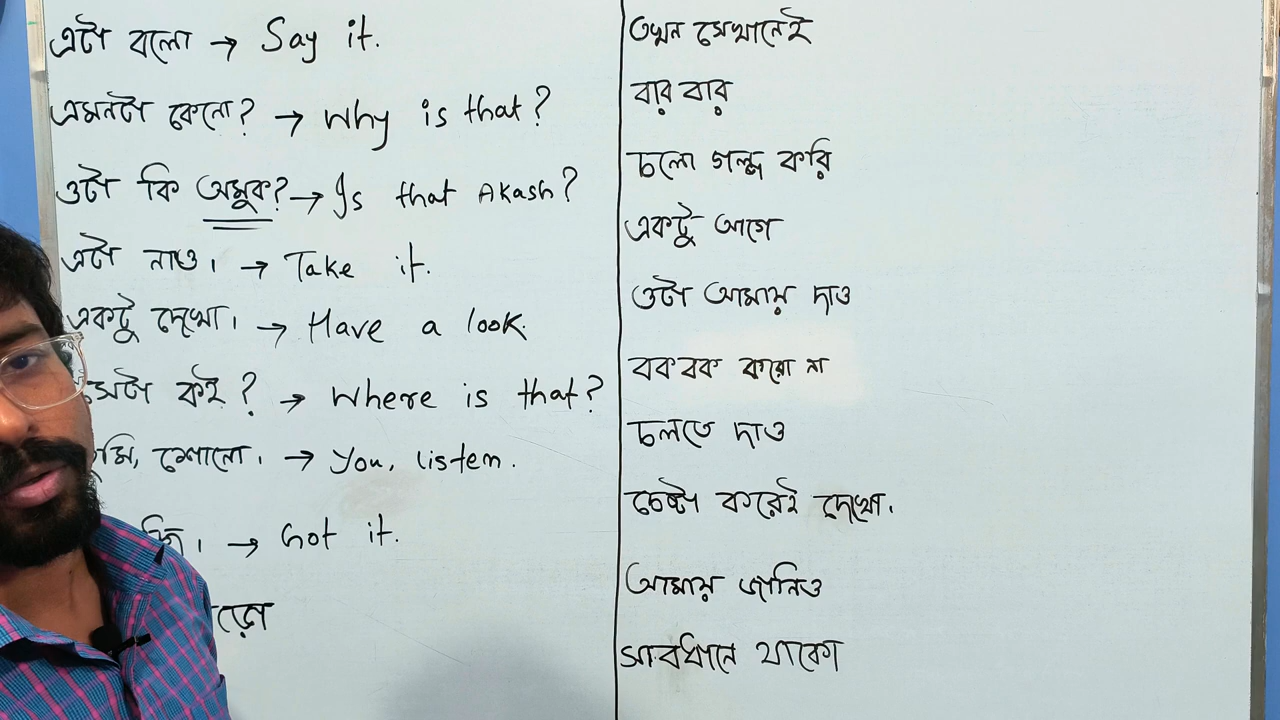 এটা বলো → Say it.
এমনটা কেনো? → Why is that?
ওটা কি অমুক? → Is that Akash?
এটা নাও। → Take it.
একটু দেখো। → Have a look.
কই? → Where is that?
শোনো। → You, listen.
→ Got it.
তখন সেখানেই
বার বার
চলো গল্প করি
একটু আগে
ওটা আমায় দাও
বকবক করো না
চলতে দাও
চেষ্টা করেই দেখো.
আমায় জানিও
সাবধানে থাকো